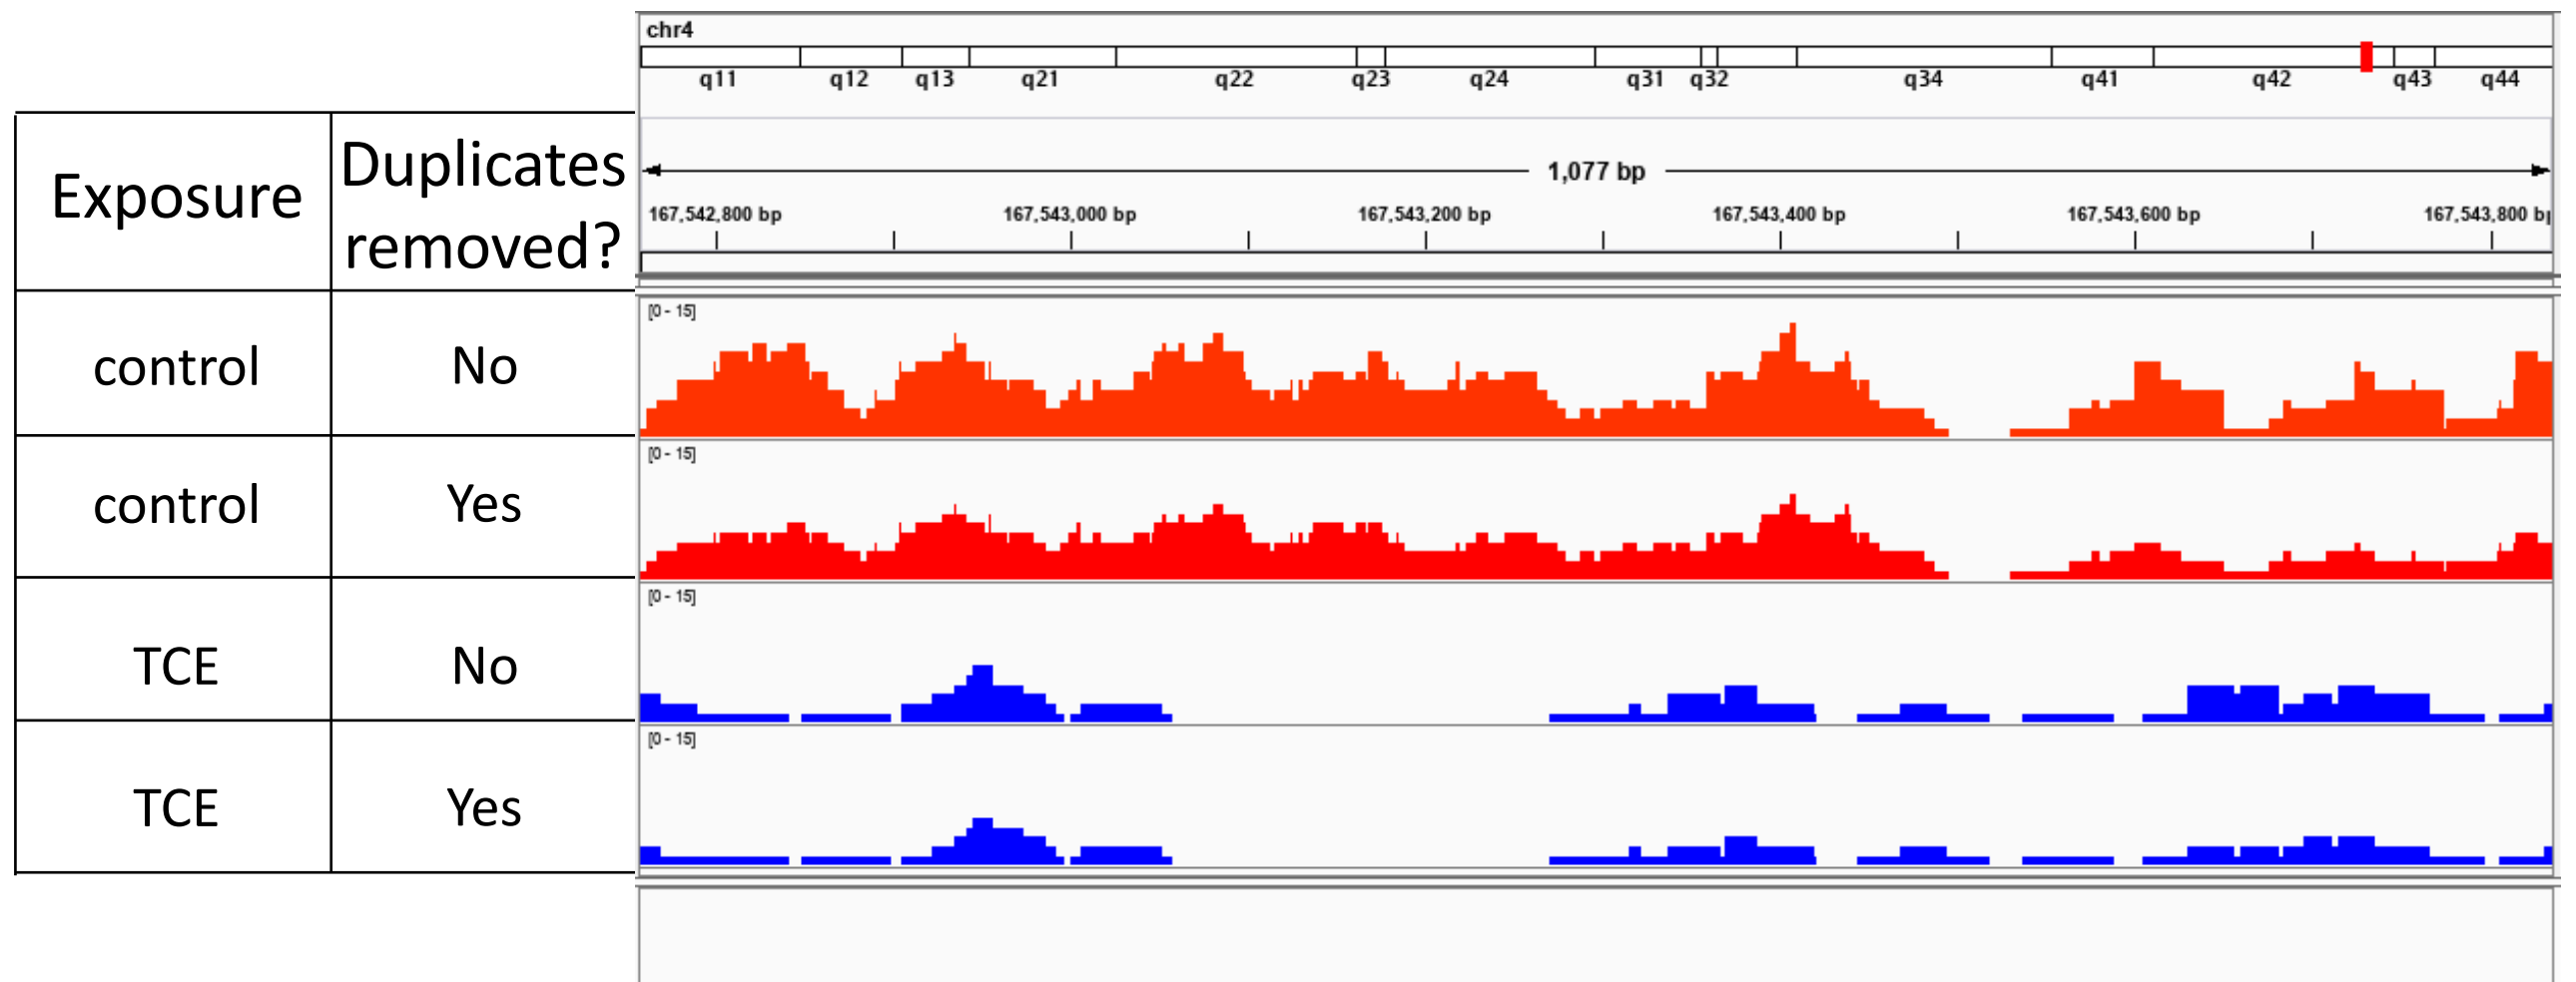 chr4
q11 q12 q13 q21 q22 q23 q24 q31 q32 q34 q41 q42 q43 q44
1,077 bp
167,542,800 bp 167,543,000 bp 167,543,200 bp 167,543,400 bp 167,543,600 bp 167,543,800 bp
Exposure
Duplicates
removed?
control No [0 - 15]
control Yes [0 - 15]
TCE No [0 - 15]
TCE Yes [0 - 15]